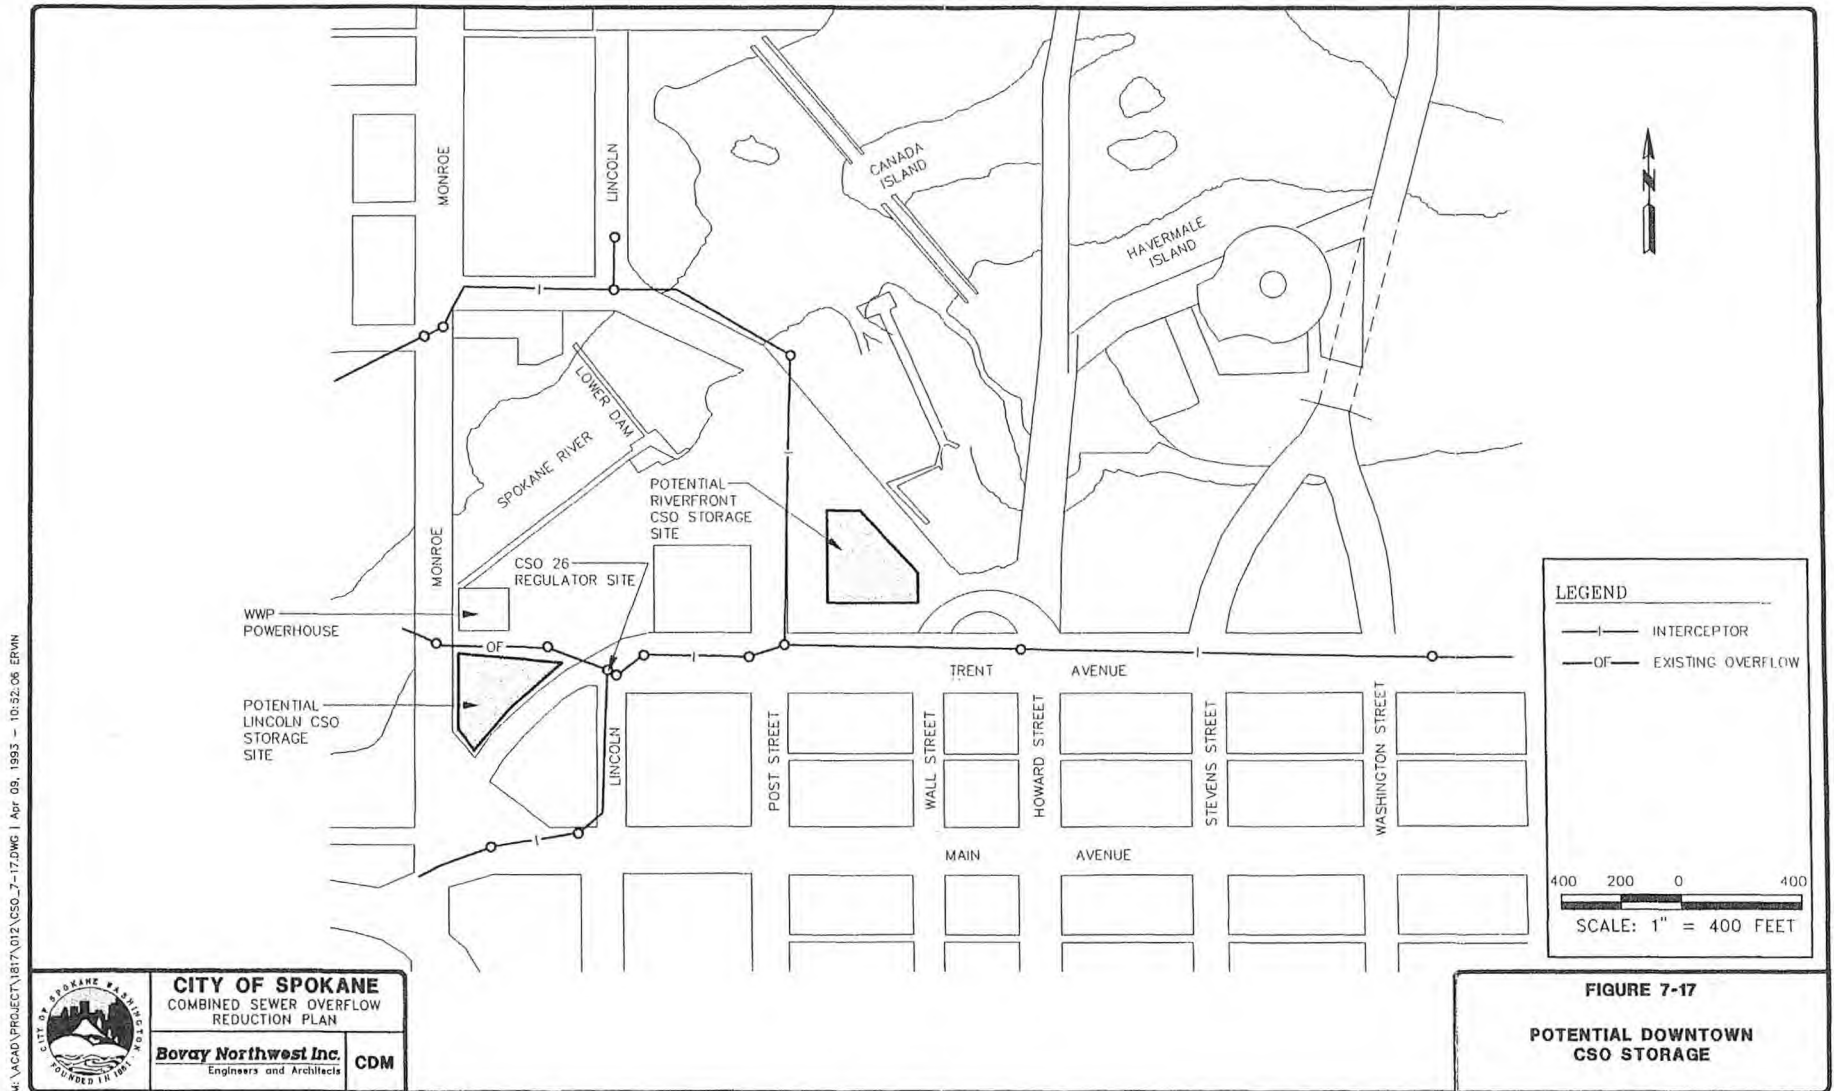 MONROE
LINCOLN
CANADA
ISLAND
HAVERMALE
ISLAND
N
LOWER DAM
SPOKANE RIVER
POTENTIAL
RIVERFRONT
CSO STORAGE
SITE
MONROE
CSO 26
REGULATOR SITE
WWP
POWERHOUSE
OF
I
I
I
I
I
POTENTIAL
LINCOLN CSO
STORAGE
SITE
TRENT AVENUE
LINCOLN
POST STREET
WALL STREET
HOWARD STREET
STEVENS STREET
WASHINGTON STREET
MAIN AVENUE
LEGEND
I INTERCEPTOR
OF EXISTING OVERFLOW
400 200 0 400
SCALE: 1" = 400 FEET
M: \ACAD\PROJECT\1817\012\CSO_7-17.DWG | Apr 09, 1993 - 10:52:06 ERVIN
CITY OF SPOKANE WASHINGTON
FOUNDED IN 1881
CITY OF SPOKANE
COMBINED SEWER OVERFLOW
REDUCTION PLAN
Bovay Northwest Inc.
Engineers and Architects
CDM
FIGURE 7-17
POTENTIAL DOWNTOWN
CSO STORAGE